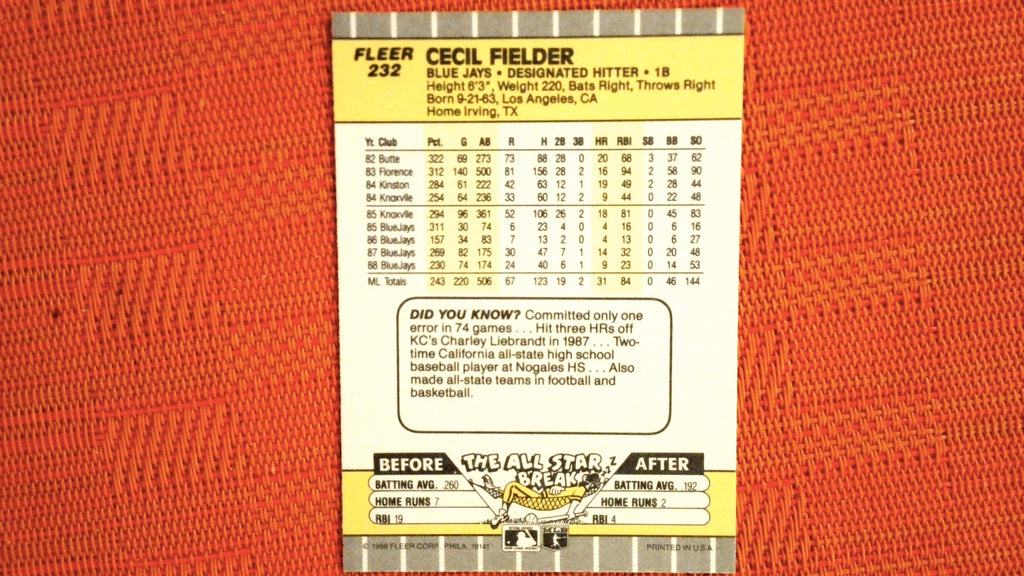 FLEER
232
CECIL FIELDER
BLUE JAYS • DESIGNATED HITTER • 1B
Height 6'3", Weight 220, Bats Right, Throws Right
Born 9-21-63, Los Angeles, CA
Home Irving, TX
Yr. Club Pct. G AB R H 2B 3B HR RBI SB BB SO
82 Butte .322 69 273 73 88 28 0 20 68 3 37 62
83 Florence .312 140 500 81 156 28 2 16 94 2 58 90
84 Kinston .284 61 222 42 63 12 1 19 49 2 28 44
84 Knoxvlle .254 64 236 33 60 12 2 9 44 0 22 48
85 Knoxvlle .294 96 361 52 106 26 2 18 81 0 45 83
85 BlueJays .311 30 74 6 23 4 0 4 16 0 6 16
86 BlueJays .157 34 83 7 13 2 0 4 13 0 6 27
87 BlueJays .269 82 175 30 47 7 1 14 32 0 20 48
88 BlueJays .230 74 174 24 40 6 1 9 23 0 14 53
ML Totals .243 220 506 67 123 19 2 31 84 0 46 144
DID YOU KNOW? Committed only one
error in 74 games . . . Hit three HRs off
KC's Charley Liebrandt in 1987 . . . Two-
time California all-state high school
baseball player at Nogales HS . . . Also
made all-state teams in football and
basketball.
BEFORE THE ALL STAR BREAK AFTER
BATTING AVG. .260 BATTING AVG. .192
HOME RUNS 7 HOME RUNS 2
RBI 19 RBI 4
© 1989 FLEER CORP. PHILA. 19141 PRINTED IN U.S.A.